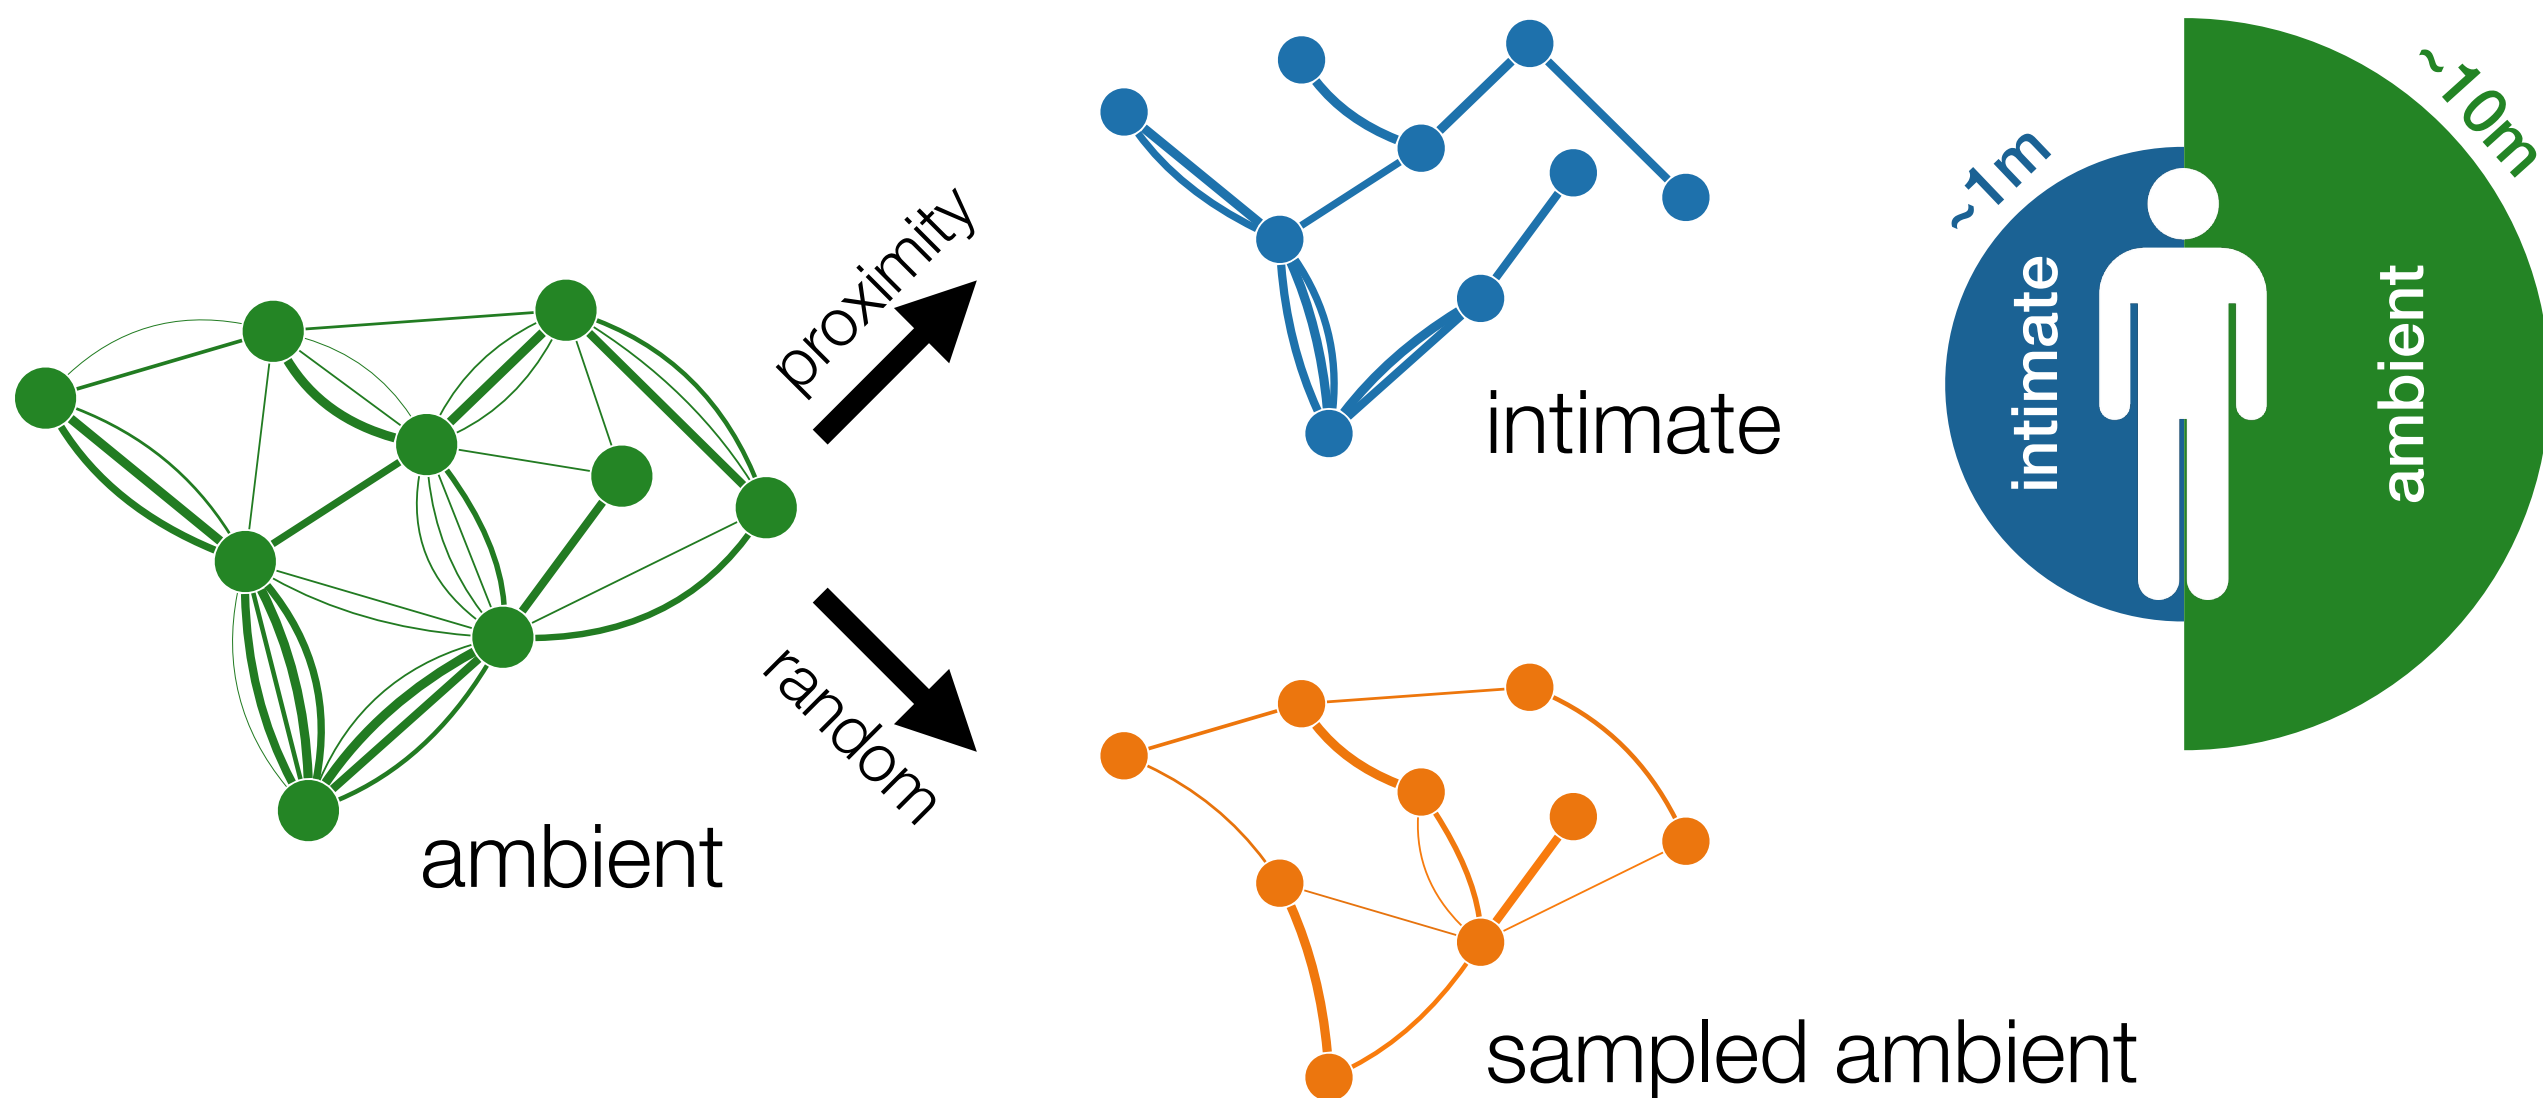 ambient
proximity
random
intimate
sampled ambient
~1m
intimate
~10m
ambient